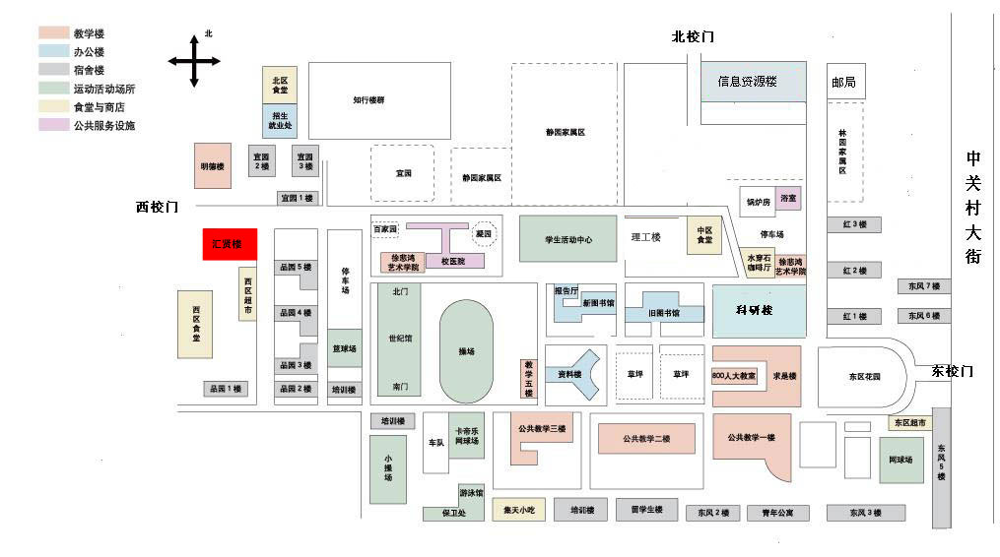 北校门
教学楼
办公楼
宿舍楼
运动活动场所
食堂与商店
公共服务设施
北
北区
食堂
招生
就业处
知行楼群
静园家属区
信息资源楼
邮局
林园家属区
中关村大街
明德楼
宜园
2楼
宜园
3楼
宜园1楼
宜园
静园家属区
锅炉房
浴室
西校门
汇贤楼
百家园
凝园
徐悲鸿
艺术学院
校医院
学生活动中心
理工楼
中区
食堂
停车场
水穿石
咖啡厅
徐悲鸿
艺术学院
红3楼
红2楼
红1楼
东风7楼
东风6楼
品园5楼
品园4楼
品园3楼
品园2楼
品园1楼
停车场
西区超市
西区食堂
篮球场
培训楼
北门
世纪馆
南门
操场
报告厅
新图书馆
旧图书馆
科研楼
教学五楼
资料楼
草坪
草坪
800人大教室
求是楼
东区花园
东校门
培训楼
小操场
车队
卡帝乐
网球场
公共教学三楼
公共教学二楼
公共教学一楼
东区超市
网球场
东风5楼
游泳馆
保卫处
集天小吃
培训楼
留学生楼
东风2楼
青年公寓
东风3楼